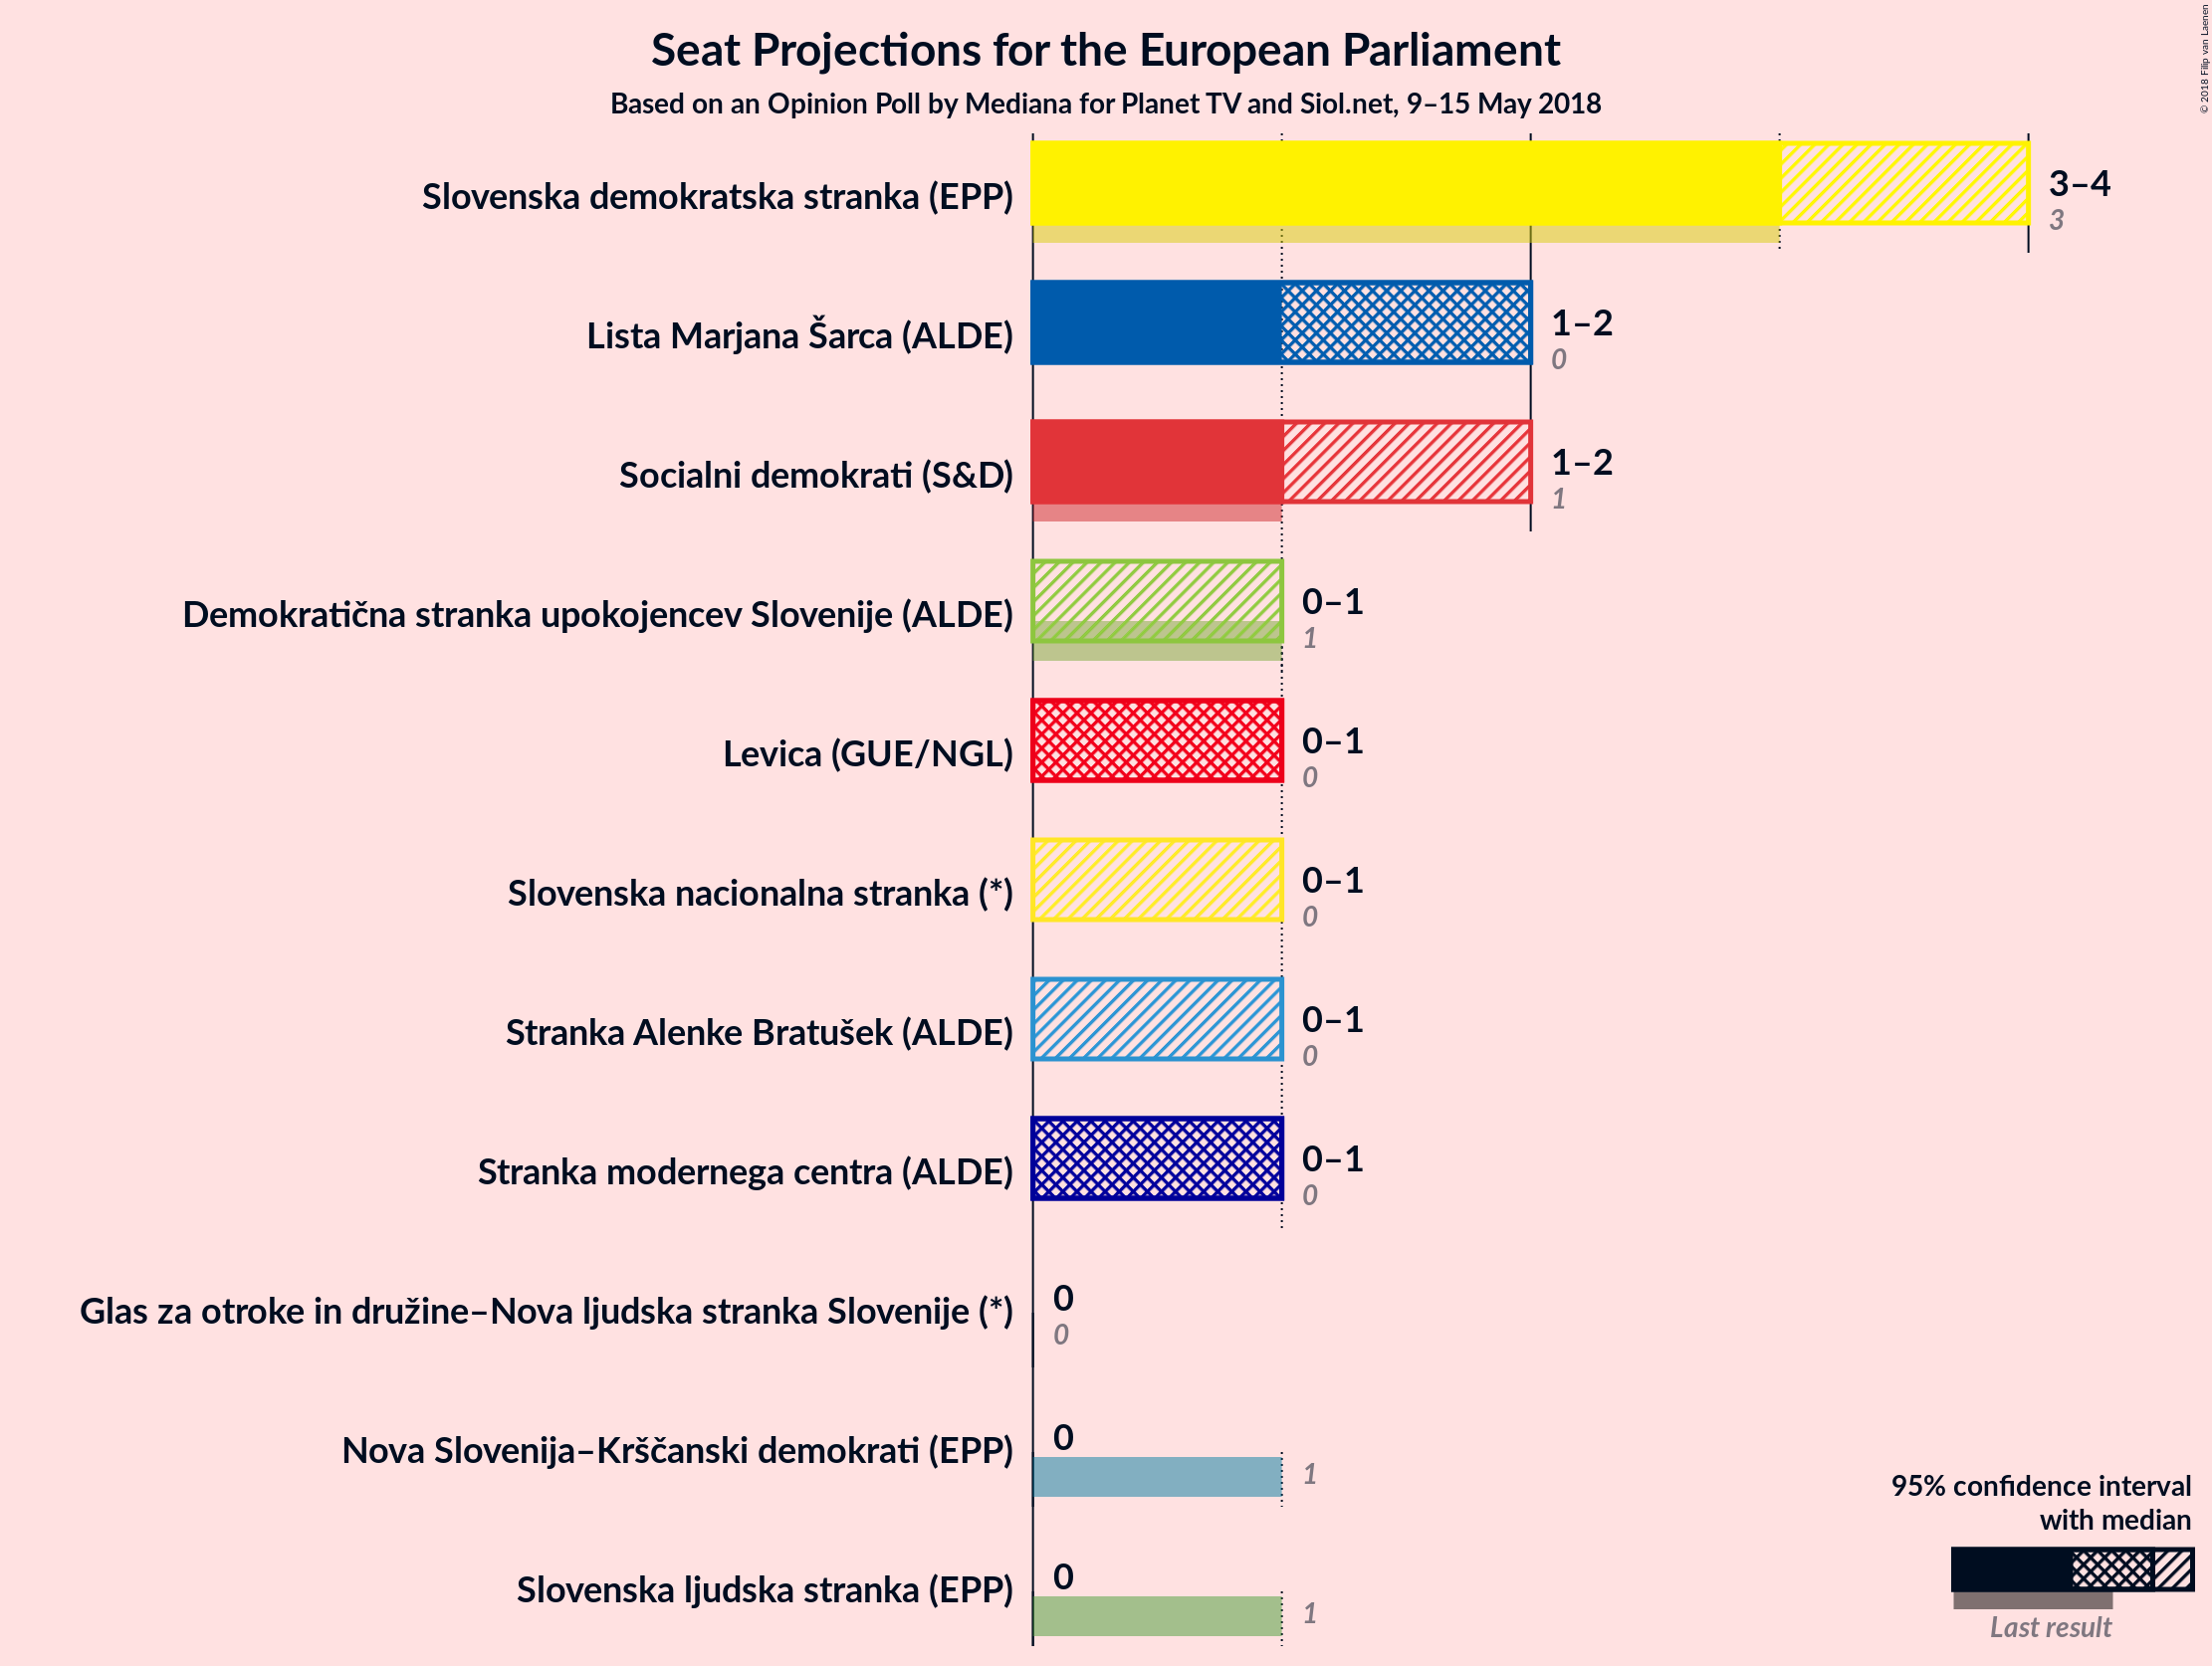 Seat Projections for the European Parliament
Based on an Opinion Poll by Mediana for Planet TV and Siol.net, 9–15 May 2018
© 2018 Filip van Laenen
Slovenska demokratska stranka (EPP)
3–4
3
Lista Marjana Šarca (ALDE)
1–2
0
Socialni demokrati (S&D)
1–2
1
Demokratična stranka upokojencev Slovenije (ALDE)
0–1
1
Levica (GUE/NGL)
0–1
0
Slovenska nacionalna stranka (*)
0–1
0
Stranka Alenke Bratušek (ALDE)
0–1
0
Stranka modernega centra (ALDE)
0–1
0
Glas za otroke in družine–Nova ljudska stranka Slovenije (*)
0
0
Nova Slovenija–Krščanski demokrati (EPP)
0
1
Slovenska ljudska stranka (EPP)
0
1
95% confidence interval
with median
Last result